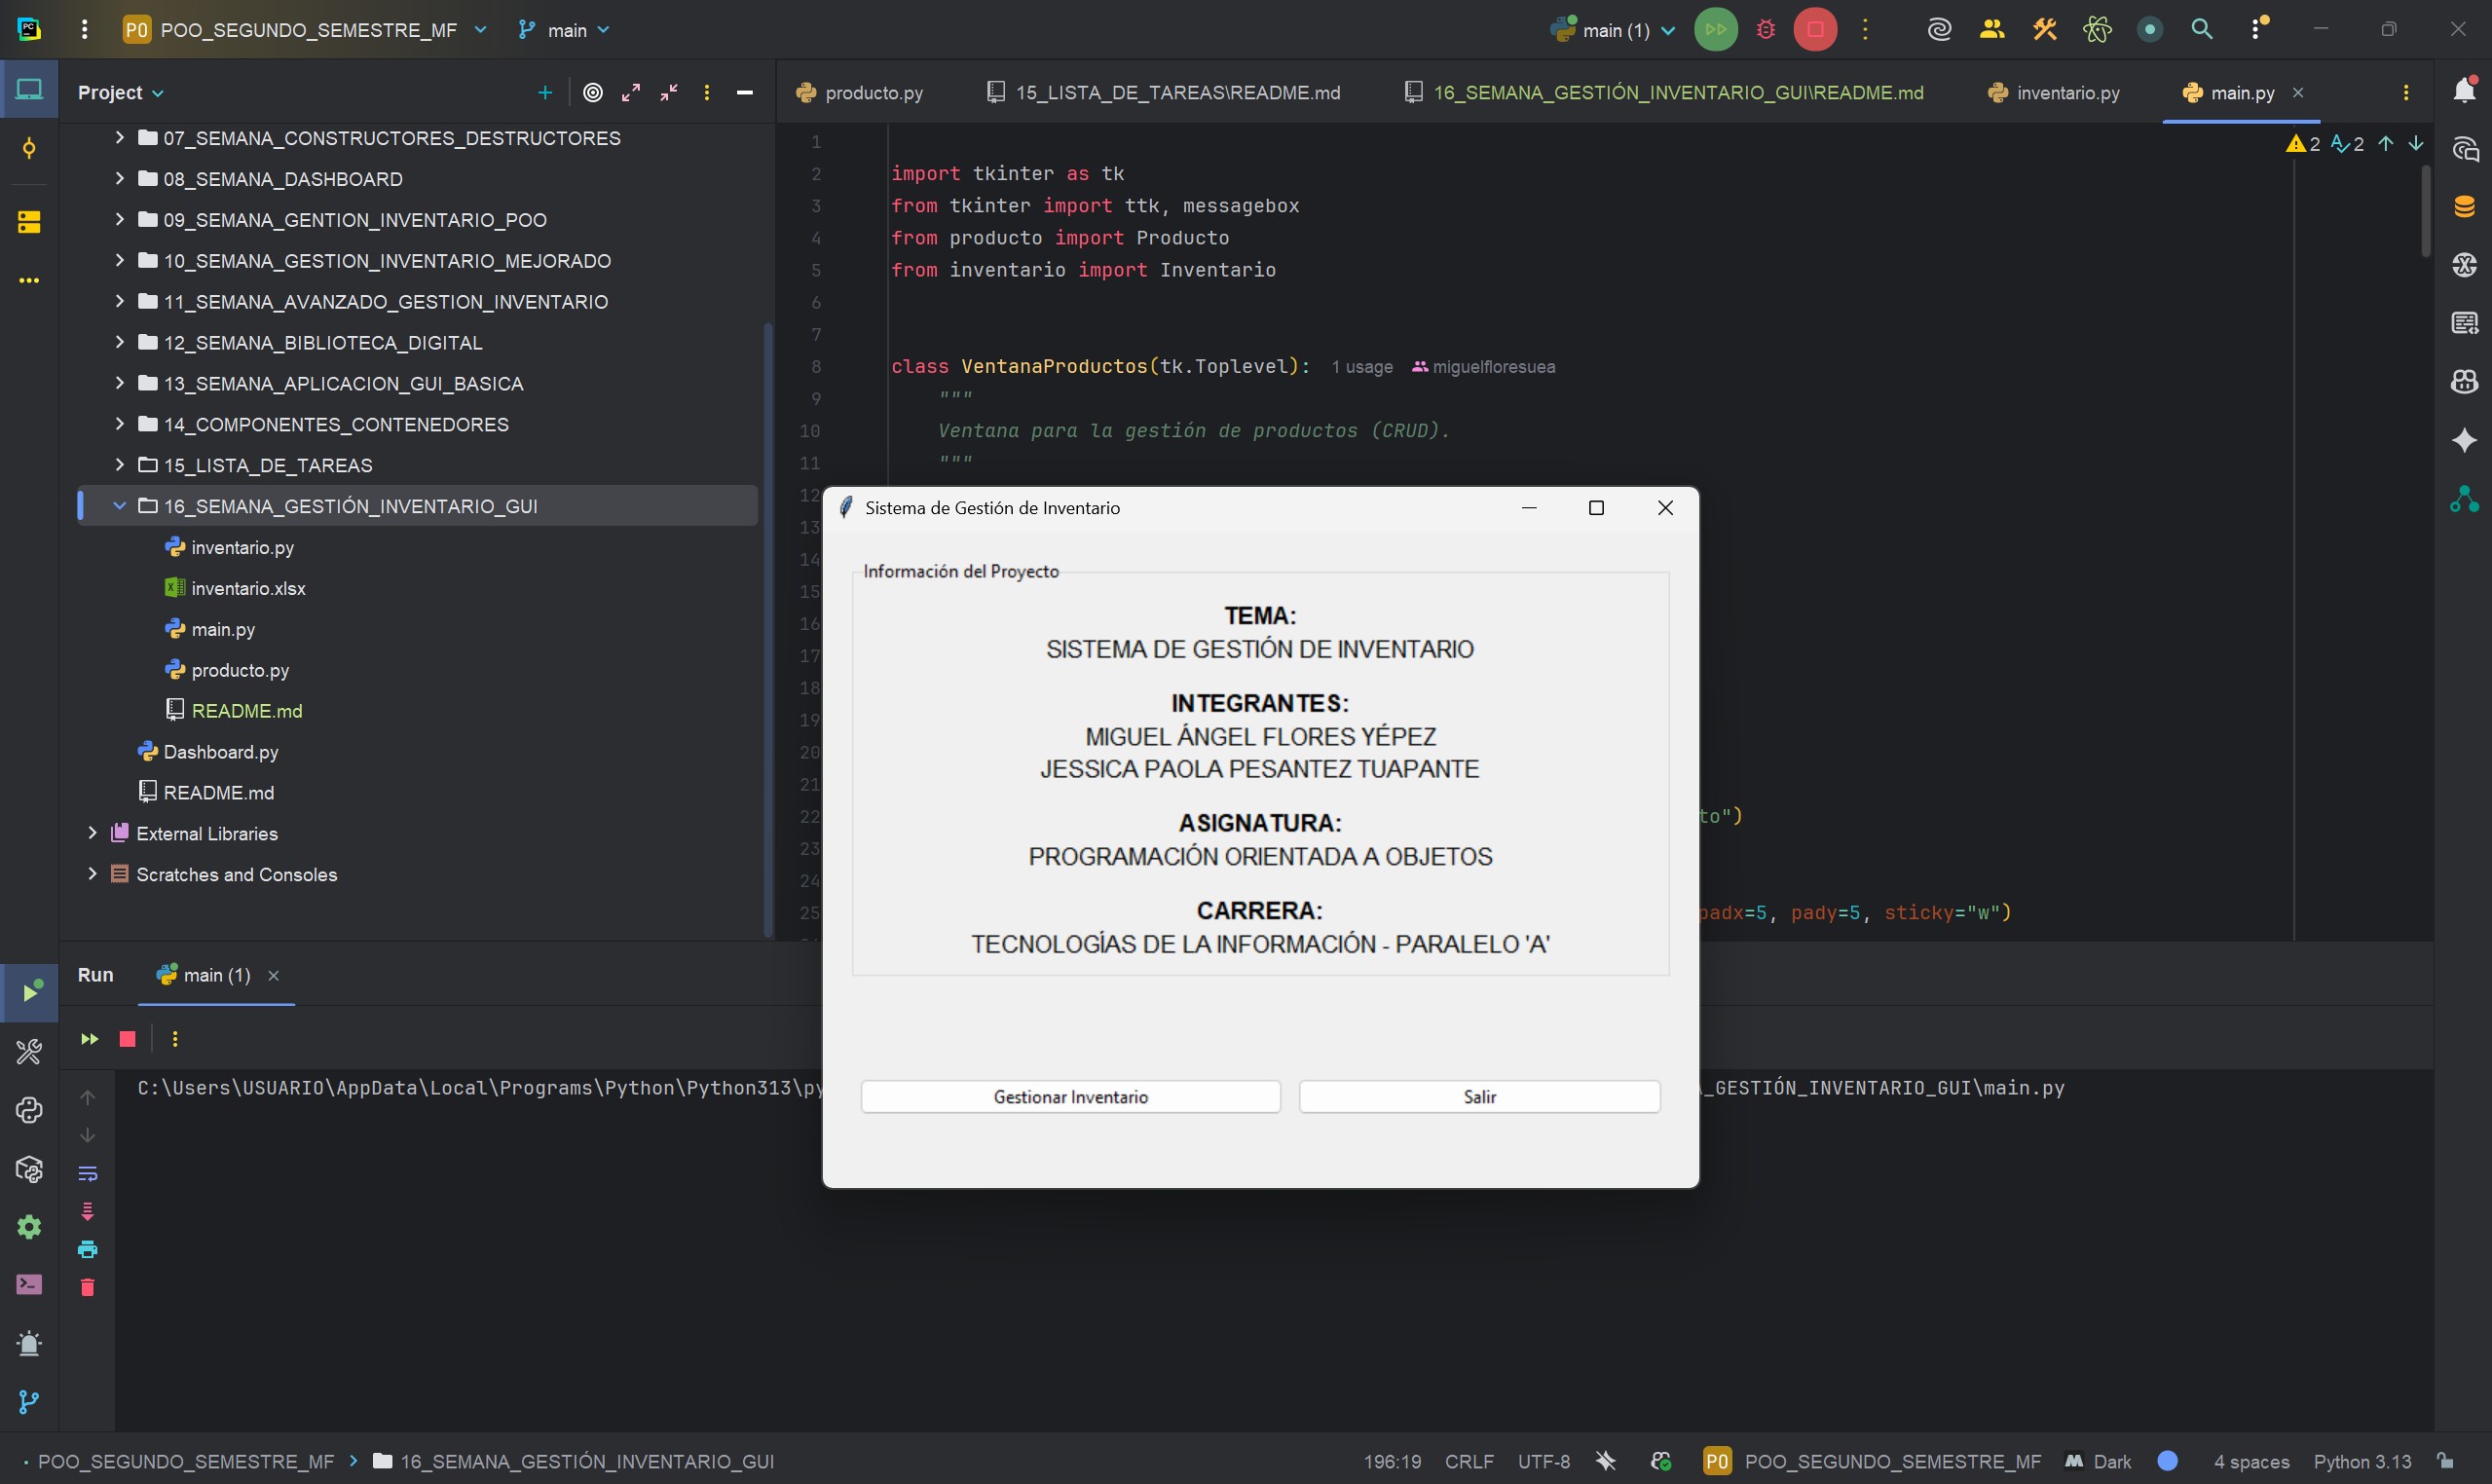 PC
PO POO_SEGUNDO_SEMESTRE_MF main main (1)
Project
producto.py 15_LISTA_DE_TAREAS\README.md 16_SEMANA_GESTIÓN_INVENTARIO_GUI\README.md inventario.py main.py
07_SEMANA_CONSTRUCTORES_DESTRUCTORES
08_SEMANA_DASHBOARD
09_SEMANA_GENTION_INVENTARIO_POO
10_SEMANA_GESTION_INVENTARIO_MEJORADO
11_SEMANA_AVANZADO_GESTION_INVENTARIO
12_SEMANA_BIBLIOTECA_DIGITAL
13_SEMANA_APLICACION_GUI_BASICA
14_COMPONENTES_CONTENEDORES
15_LISTA_DE_TAREAS
16_SEMANA_GESTIÓN_INVENTARIO_GUI
inventario.py
inventario.xlsx
main.py
producto.py
README.md
Dashboard.py
README.md
External Libraries
Scratches and Consoles
2 2
1
2 import tkinter as tk
3 from tkinter import ttk, messagebox
4 from producto import Producto
5 from inventario import Inventario
6
7
8 class VentanaProductos(tk.Toplevel): 1 usage miguelfloresuea
9 """
10 Ventana para la gestión de productos (CRUD).
11 """
12
13
14
15
16
17
18
19
20
21
22 to")
23
24
25 padx=5, pady=5, sticky="w")
Sistema de Gestión de Inventario
Información del Proyecto
TEMA:
SISTEMA DE GESTIÓN DE INVENTARIO
INTEGRANTES:
MIGUEL ÁNGEL FLORES YÉPEZ
JESSICA PAOLA PESANTEZ TUAPANTE
ASIGNATURA:
PROGRAMACIÓN ORIENTADA A OBJETOS
CARRERA:
TECNOLOGÍAS DE LA INFORMACIÓN - PARALELO 'A'
Gestionar Inventario Salir
Run main (1)
C:\Users\USUARIO\AppData\Local\Programs\Python\Python313\py _GESTIÓN_INVENTARIO_GUI\main.py
POO_SEGUNDO_SEMESTRE_MF 16_SEMANA_GESTIÓN_INVENTARIO_GUI 196:19 CRLF UTF-8 PO POO_SEGUNDO_SEMESTRE_MF Dark 4 spaces Python 3.13